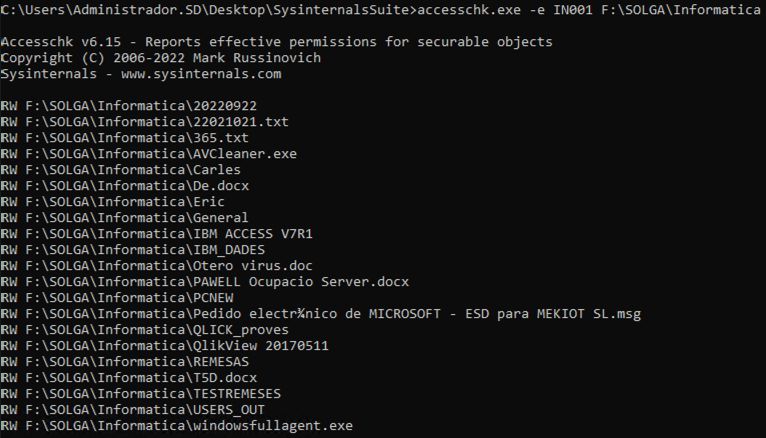 C:\Users\Administrador.SD\Desktop\SysinternalsSuite>accesschk.exe -e IN001 F:\SOLGA\Informatica
Accesschk v6.15 - Reports effective permissions for securable objects
Copyright (C) 2006-2022 Mark Russinovich
Sysinternals - www.sysinternals.com
RW F:\SOLGA\Informatica\20220922
RW F:\SOLGA\Informatica\22021021.txt
RW F:\SOLGA\Informatica\365.txt
RW F:\SOLGA\Informatica\AVCleaner.exe
RW F:\SOLGA\Informatica\Carles
RW F:\SOLGA\Informatica\De.docx
RW F:\SOLGA\Informatica\Eric
RW F:\SOLGA\Informatica\General
RW F:\SOLGA\Informatica\IBM ACCESS V7R1
RW F:\SOLGA\Informatica\IBM_DADES
RW F:\SOLGA\Informatica\Otero virus.doc
RW F:\SOLGA\Informatica\PAWELL Ocupacio Server.docx
RW F:\SOLGA\Informatica\PCNEW
RW F:\SOLGA\Informatica\Pedido electr¾nico de MICROSOFT - ESD para MEKIOT SL.msg
RW F:\SOLGA\Informatica\QLICK_proves
RW F:\SOLGA\Informatica\QlikView 20170511
RW F:\SOLGA\Informatica\REMESAS
RW F:\SOLGA\Informatica\T5D.docx
RW F:\SOLGA\Informatica\TESTREMESES
RW F:\SOLGA\Informatica\USERS_OUT
RW F:\SOLGA\Informatica\windowsfullagent.exe